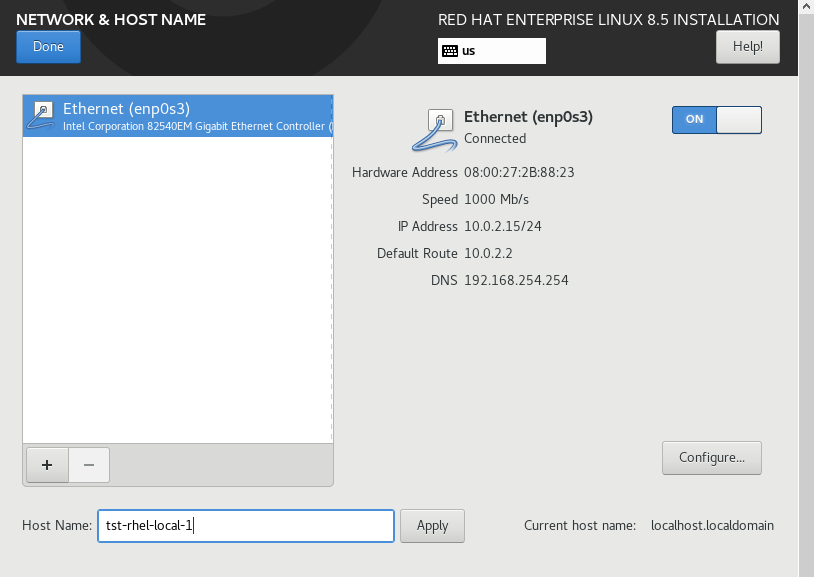 NETWORK & HOST NAME
RED HAT ENTERPRISE LINUX 8.5 INSTALLATION
Done
us
Help!
Ethernet (enp0s3)
Intel Corporation 82540EM Gigabit Ethernet Controller (
Ethernet (enp0s3)
Connected
ON
Hardware Address 08:00:27:2B:88:23
Speed 1000 Mb/s
IP Address 10.0.2.15/24
Default Route 10.0.2.2
DNS 192.168.254.254
+ −
Configure...
Host Name: tst-rhel-local-1 Apply Current host name: localhost.localdomain